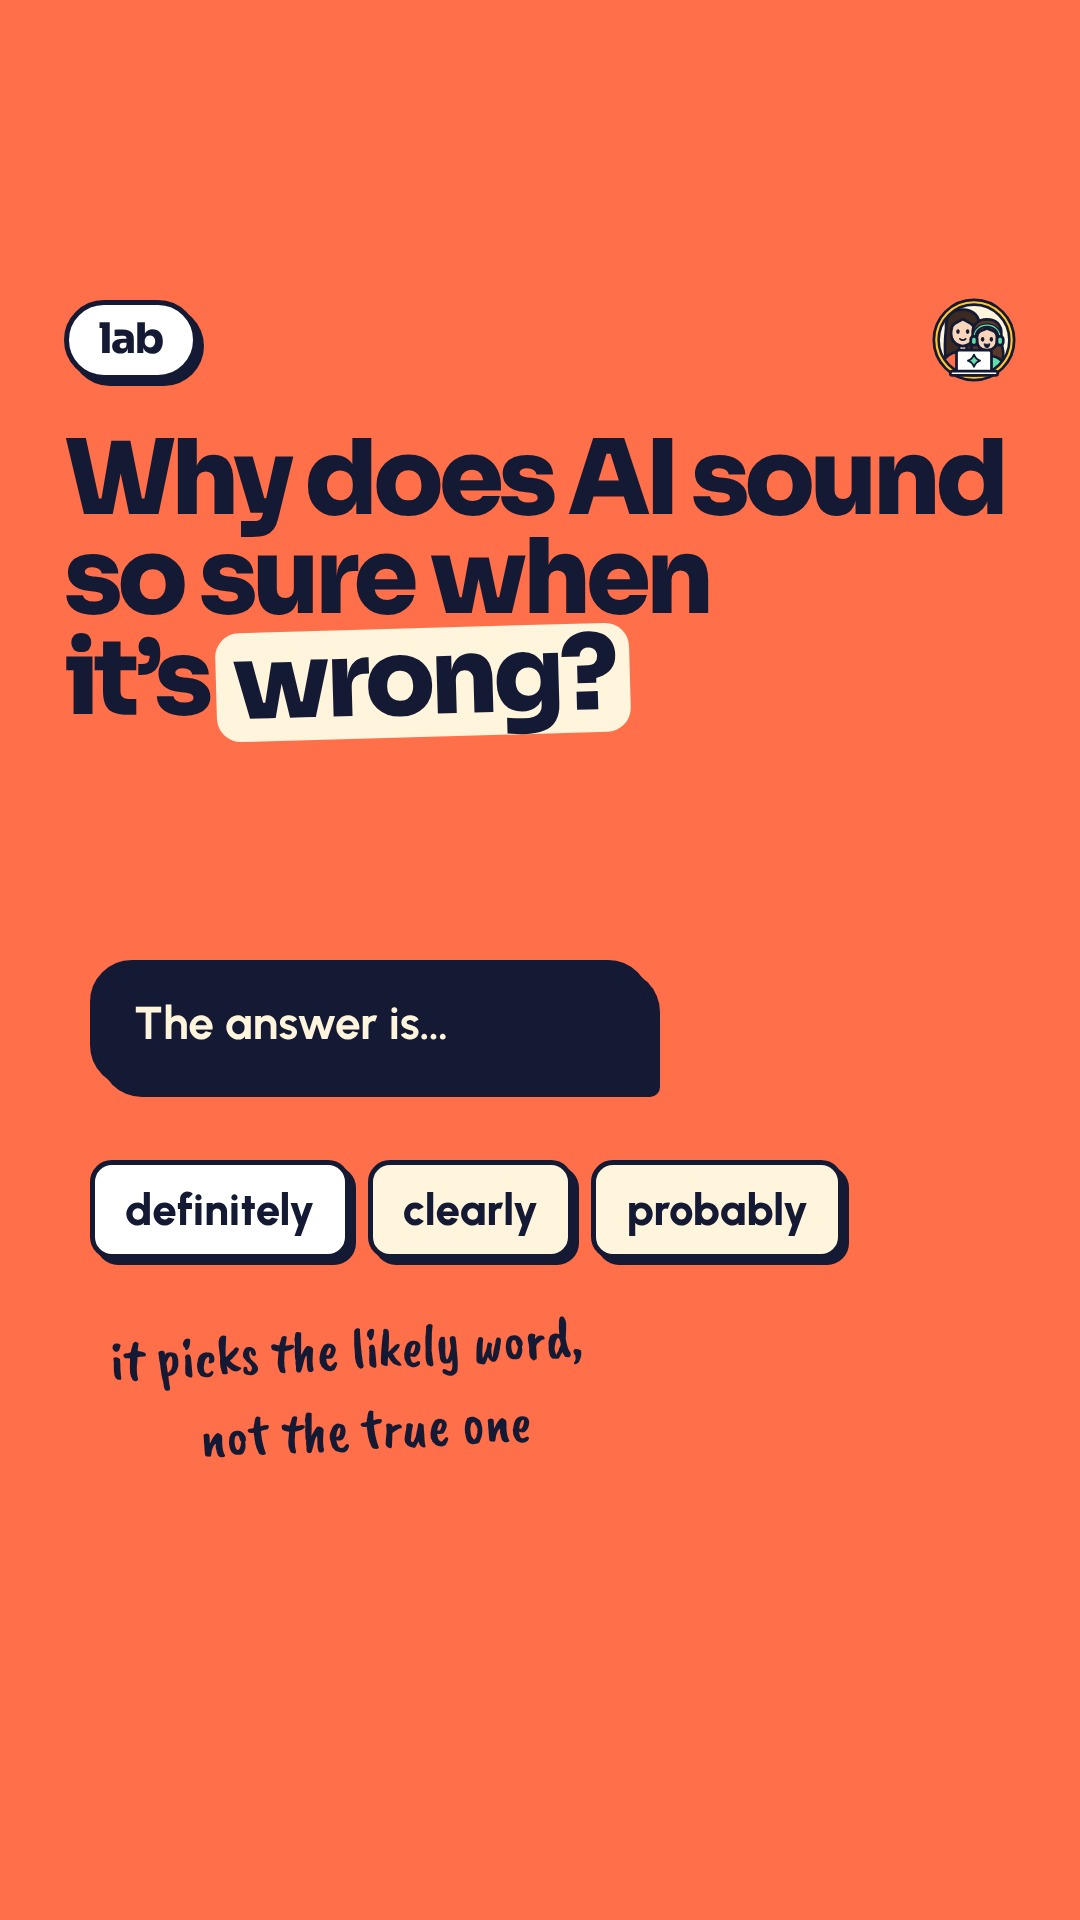 lab
Why does AI sound
so sure when
it’s wrong?
The answer is...
definitely clearly probably
it picks the likely word,
not the true one